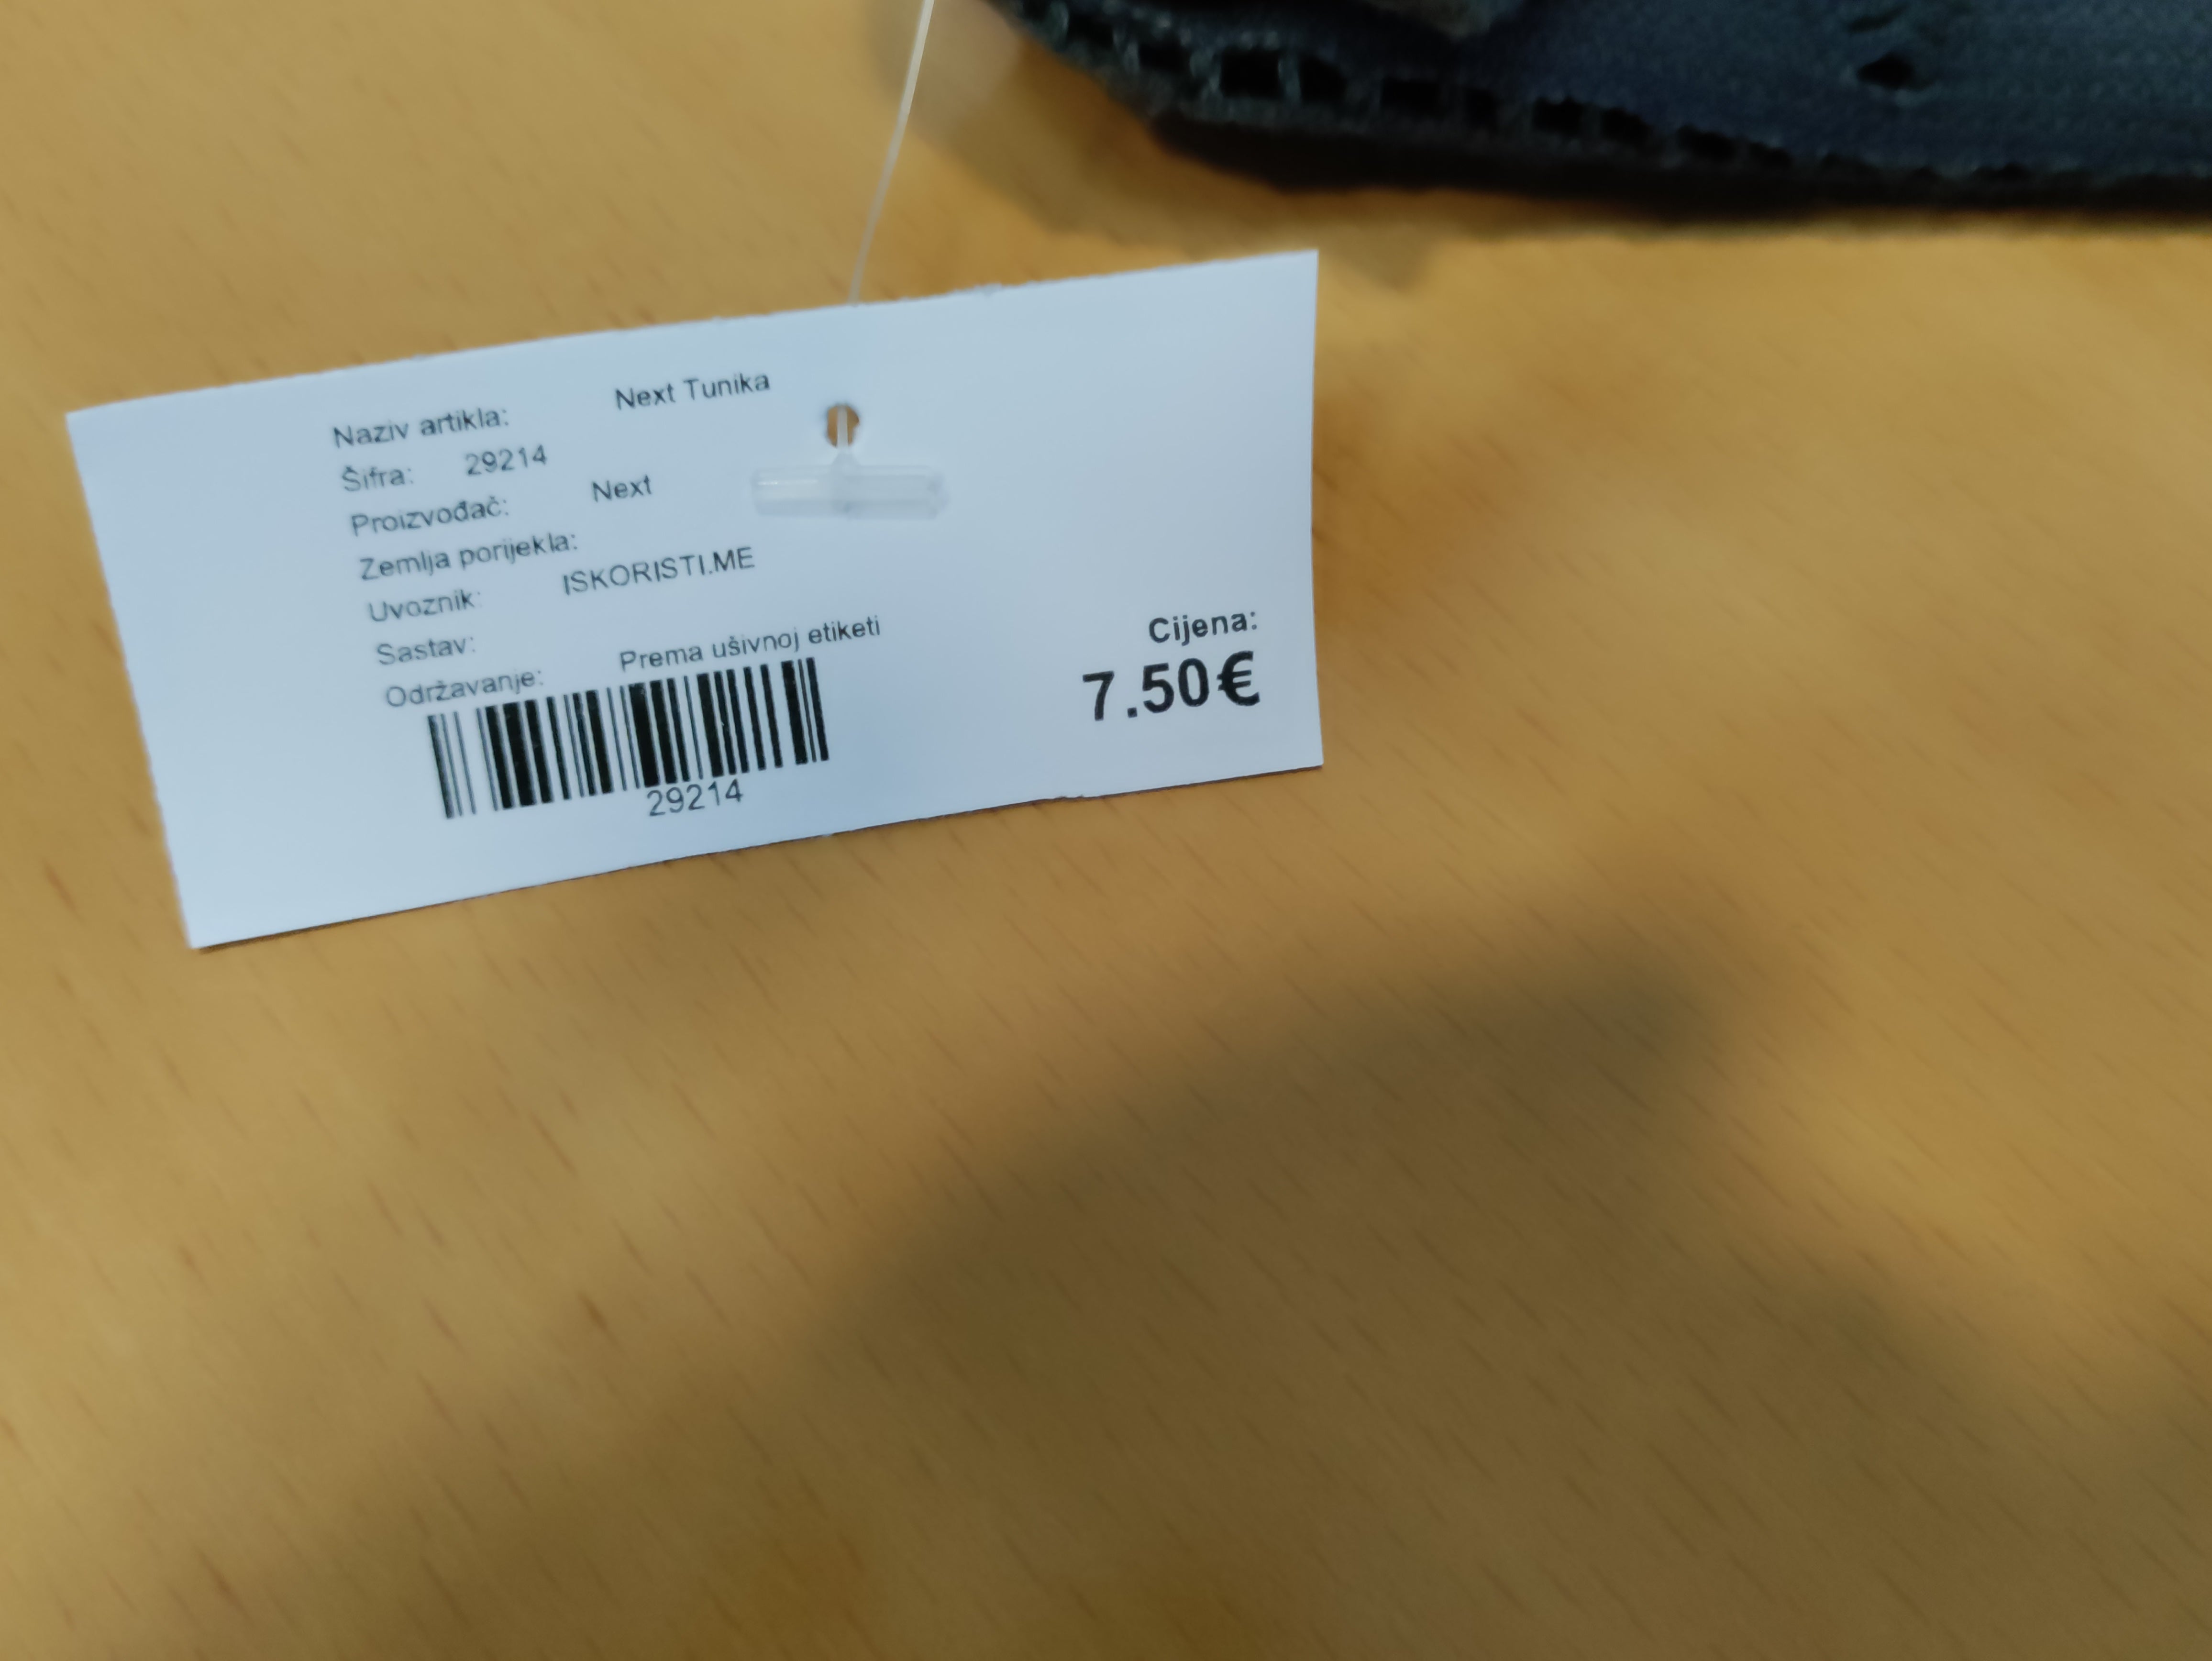 Naziv artikla: Next Tunika
Šifra: 29214
Proizvođač: Next
Zemlja porijekla:
Uvoznik: ISKORISTI.ME
Sastav:
Održavanje: Prema ušivnoj etiketi
29214
Cijena:
7.50€